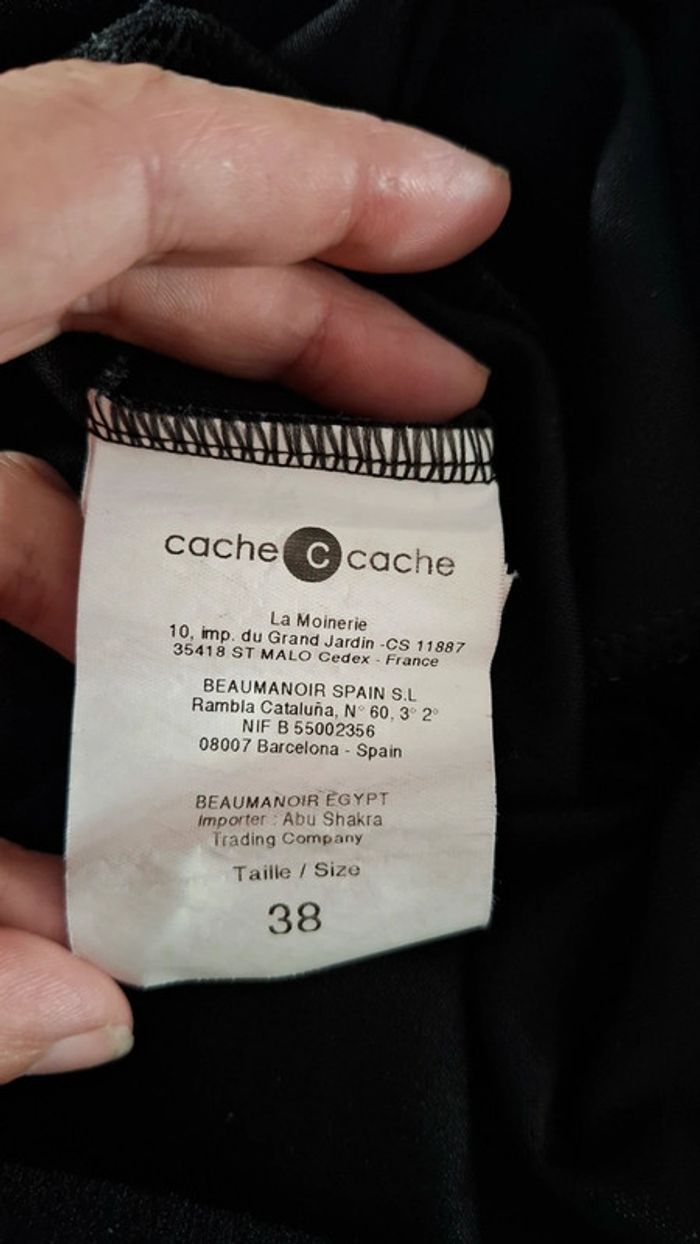 cache C cache
La Moinerie
10, imp. du Grand Jardin -CS 11887
35418 ST MALO Cedex - France
BEAUMANOIR SPAIN S.L
Rambla Cataluña, N° 60, 3° 2°
NIF B 55002356
08007 Barcelona - Spain
BEAUMANOIR EGYPT
Importer : Abu Shakra
Trading Company
Taille / Size
38